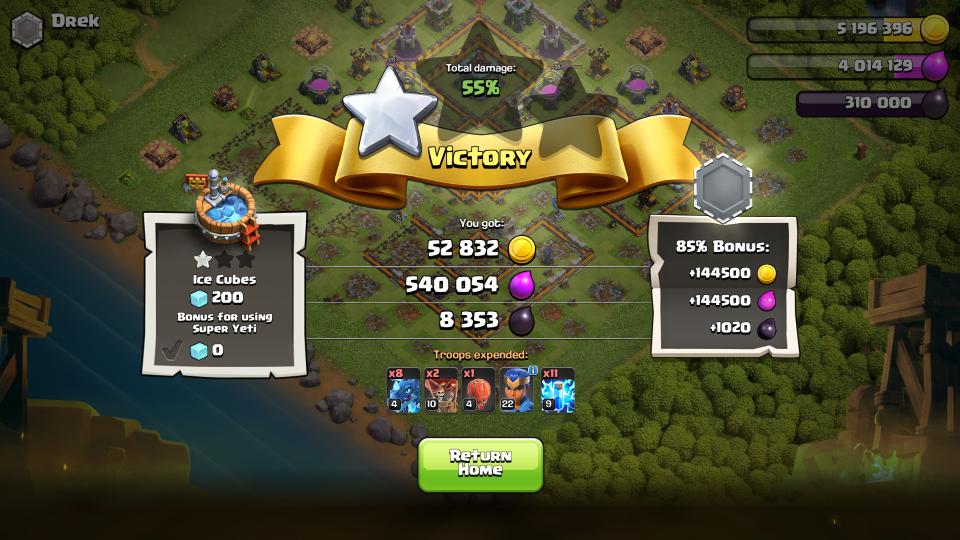 Drek
5 196 396
4 014 129
310 000
Total damage:
55%
Victory
You got:
52 832
540 054
8 353
Ice Cubes
200
Bonus for using
Super Yeti
0
85% Bonus:
+144500
+144500
+1020
Troops expended:
x8
x2
x1
x11
4
10
4
22
9
i
Return
Home